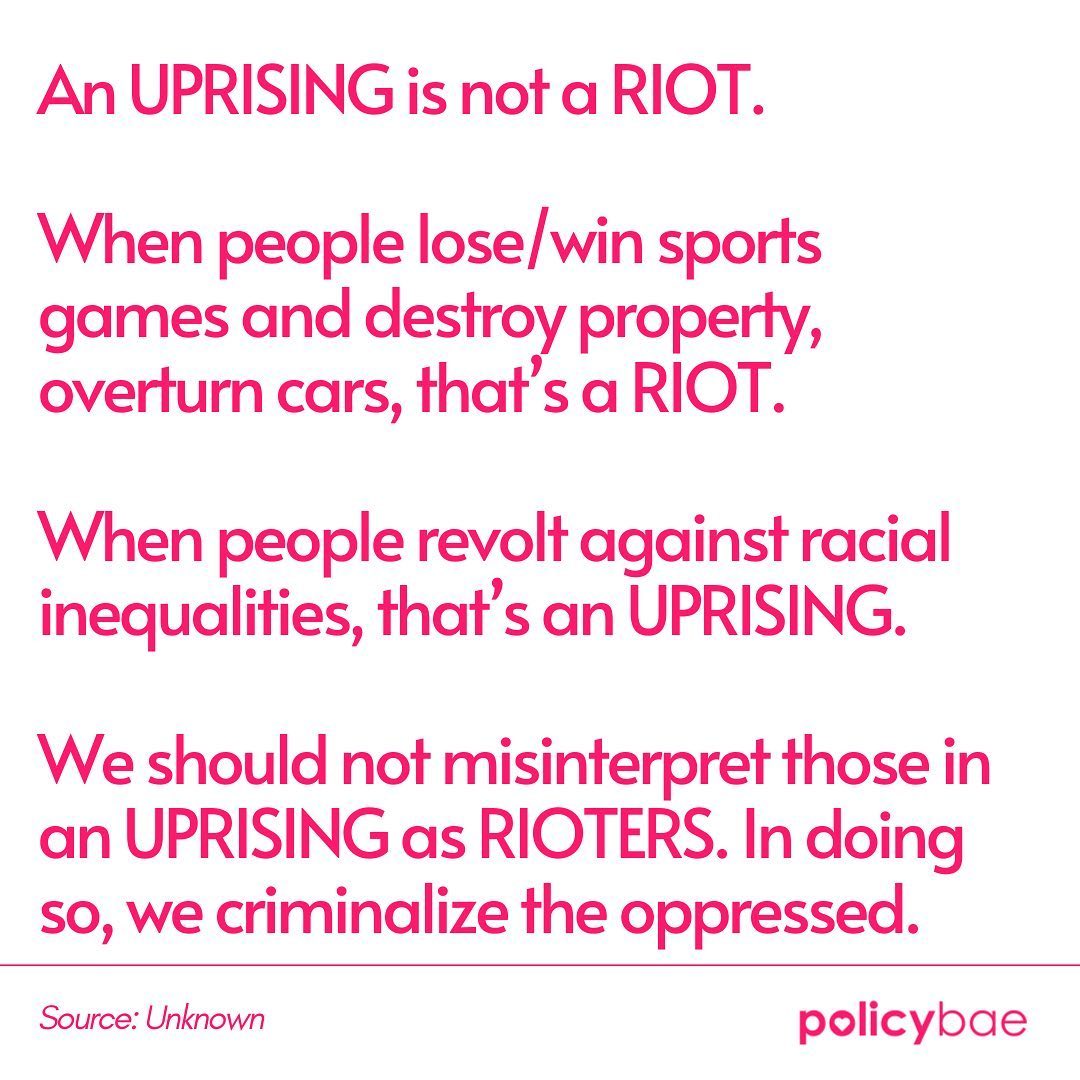 An UPRISING is not a RIOT.
When people lose/win sports
games and destroy property,
overturn cars, that’s a RIOT.
When people revolt against racial
inequalities, that’s an UPRISING.
We should not misinterpret those in
an UPRISING as RIOTERS. In doing
so, we criminalize the oppressed.
Source: Unknown
policybae